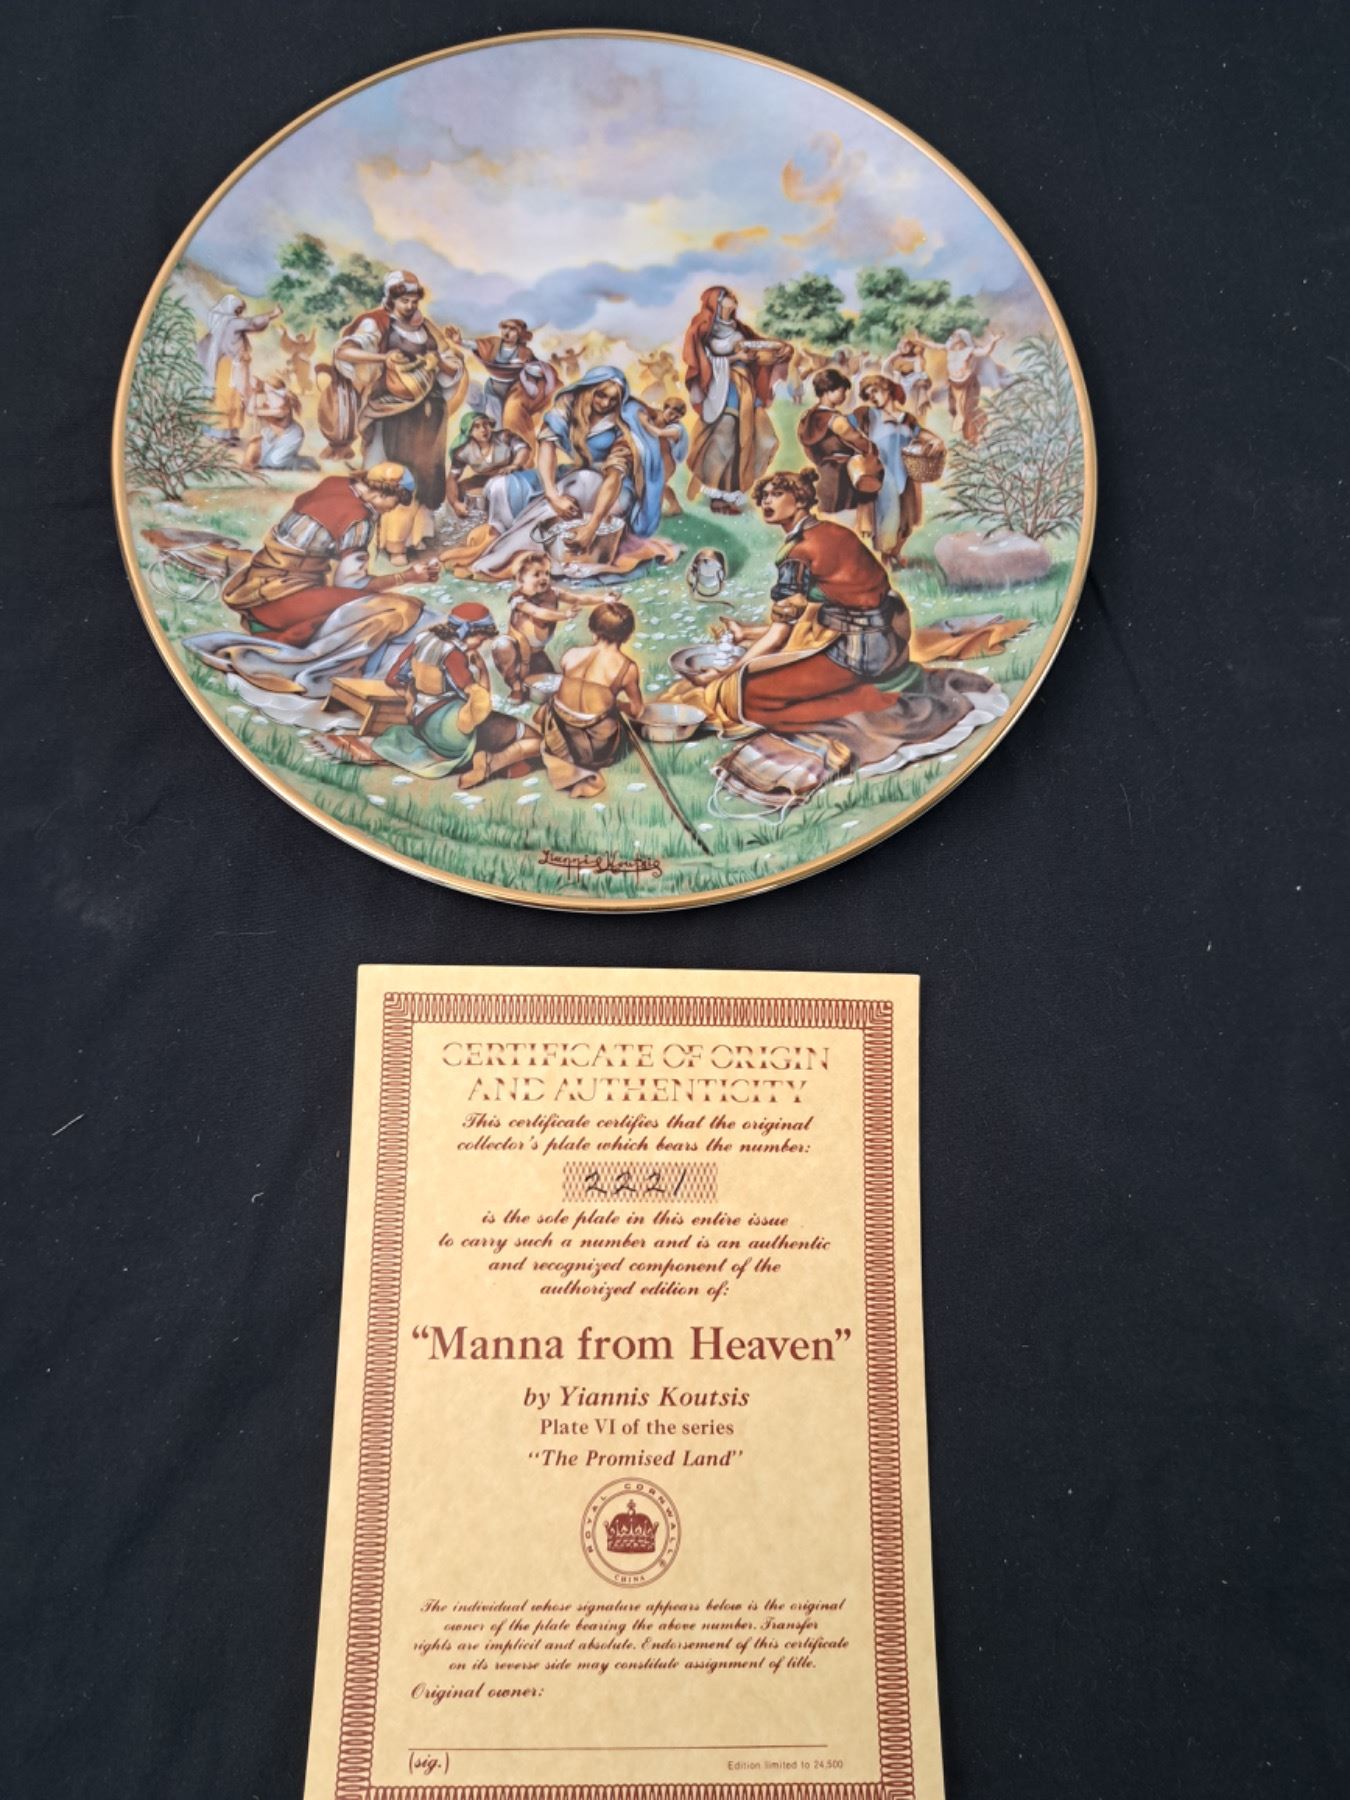 Yiannis Koutsis
CERTIFICATE OF ORIGIN
AND AUTHENTICITY
This certificate certifies that the original
collector's plate which bears the number:
2221
is the sole plate in this entire issue
to carry such a number and is an authentic
and recognized component of the
authorized edition of:
“Manna from Heaven”
by Yiannis Koutsis
Plate VI of the series
“The Promised Land”
ROYAL CORNWALL®
CHINA
The individual whose signature appears below is the original
owner of the plate bearing the above number. Transfer
rights are implicit and absolute. Endorsement of this certificate
on its reverse side may constitute assignment of title.
Original owner:
(sig.)
Edition limited to 24,500